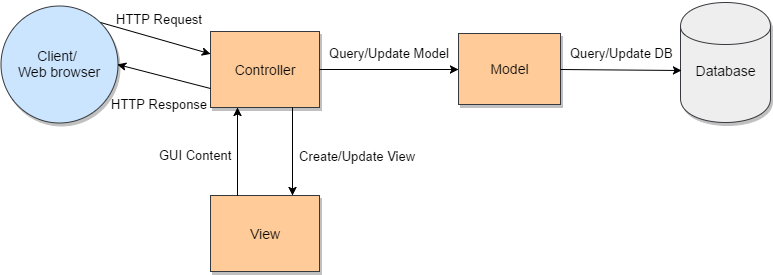 HTTP Request
Client/
Web browser
HTTP Response
Controller
Query/Update Model
Model
Query/Update DB
Database
GUI Content
Create/Update View
View